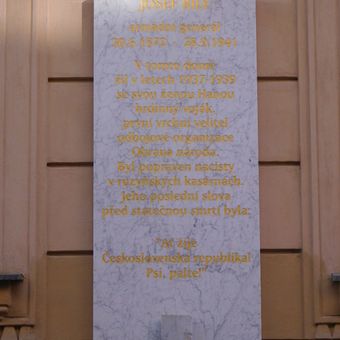 JOSEF BÍLÝ
armádní generál
30.6.1872 - 28.9.1941
V tomto domě
žil v letech 1937-1939
se svou ženou Hanou
hrdinný voják,
první vrchní velitel
odbojové organizace
Obrana národa.
Byl popraven nacisty
v ruzyňských kasárnách.
Jeho poslední slova
před statečnou smrtí byla:
"Ať žije
Československá republika!
Psi, palte!"